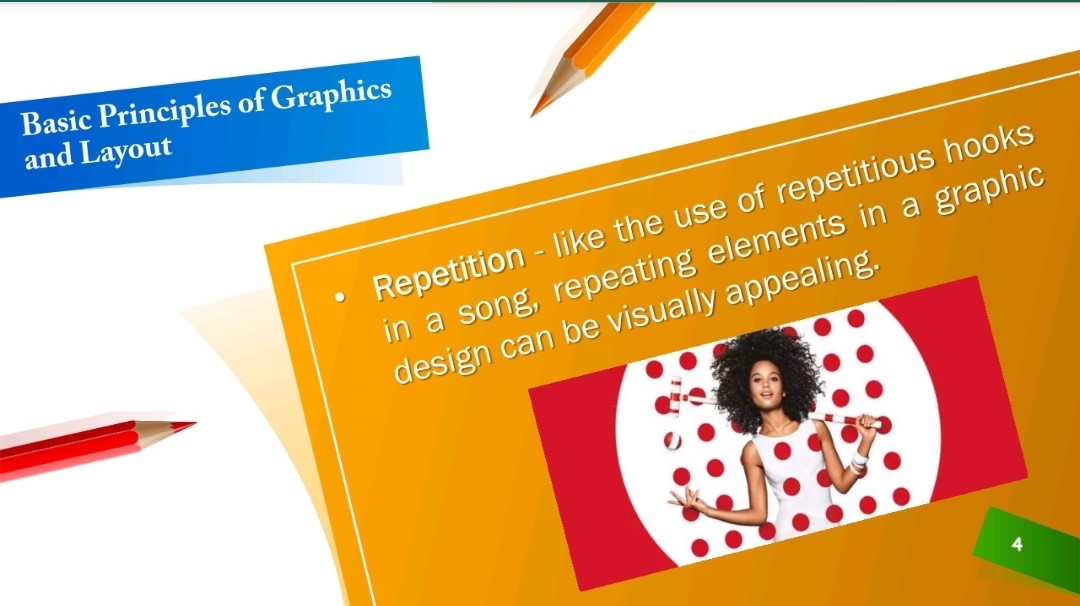 Basic Principles of Graphics
and Layout
• Repetition - like the use of repetitious hooks
in a song, repeating elements in a graphic
design can be visually appealing.
4